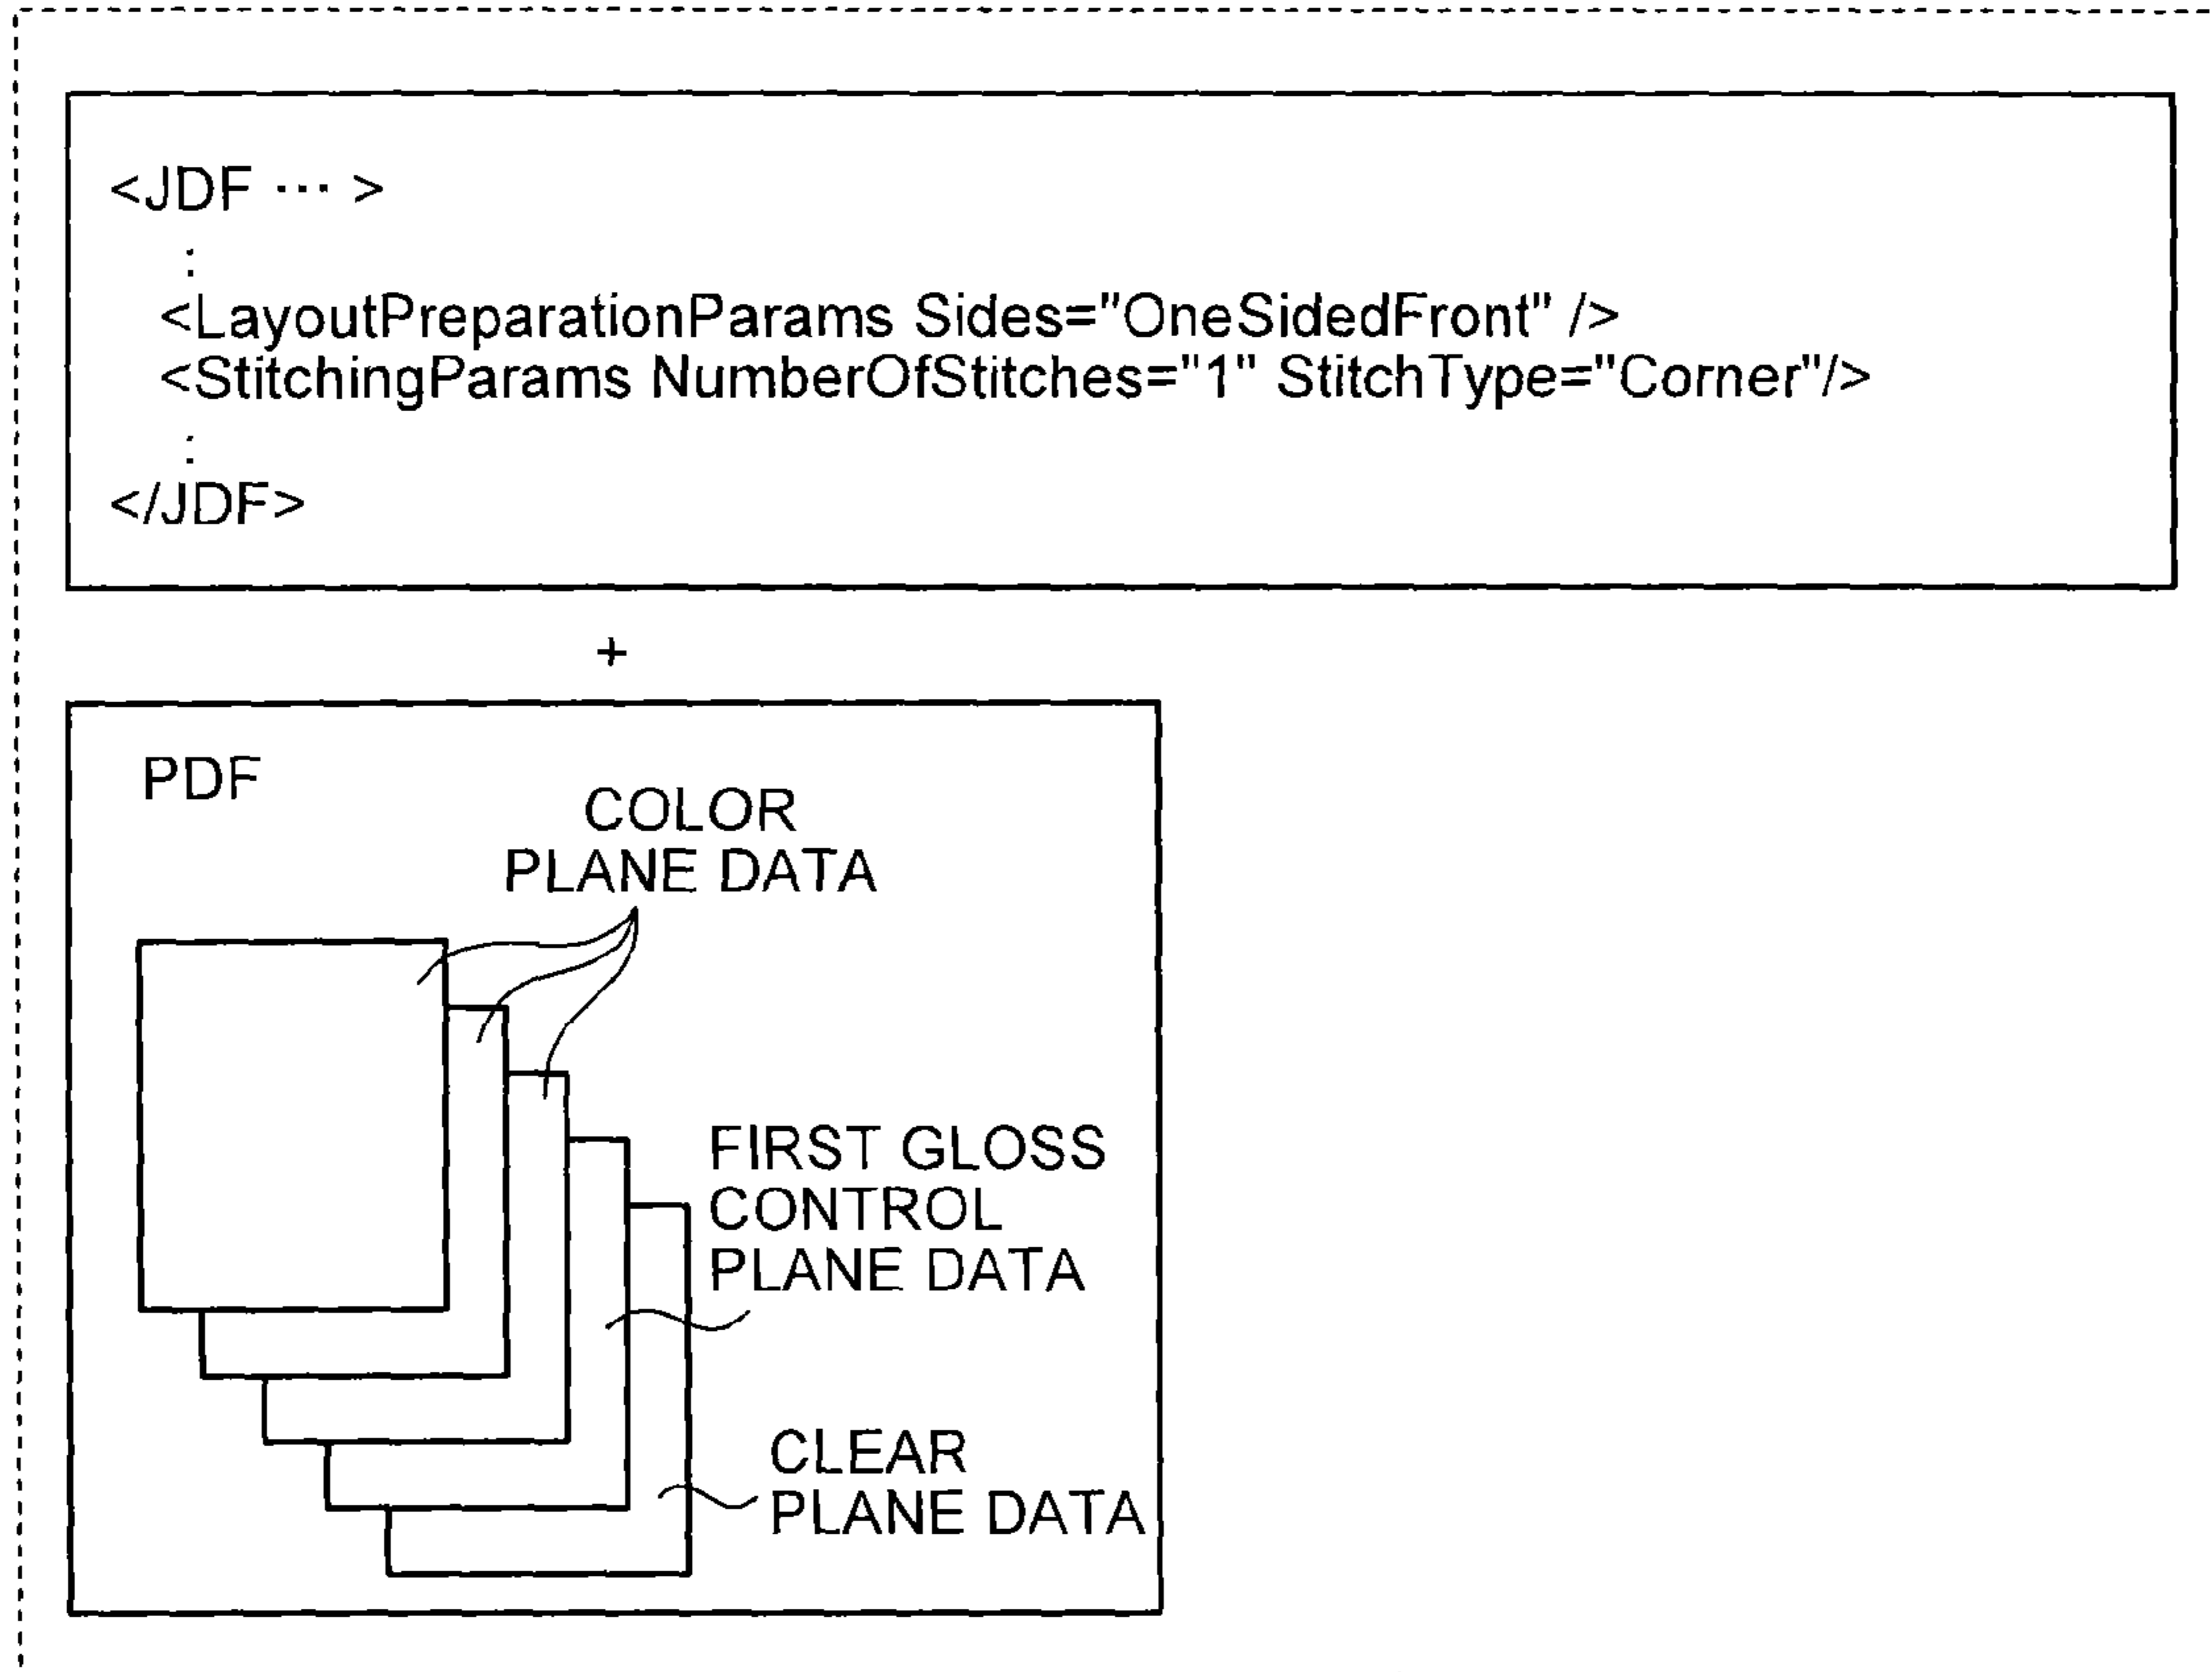 <JDF ··· >
:
<LayoutPreparationParams Sides="OneSidedFront" />
<StitchingParams NumberOfStitches="1" StitchType="Corner"/>
:
</JDF>
+
PDF
COLOR
PLANE DATA
FIRST GLOSS
CONTROL
PLANE DATA
CLEAR
PLANE DATA